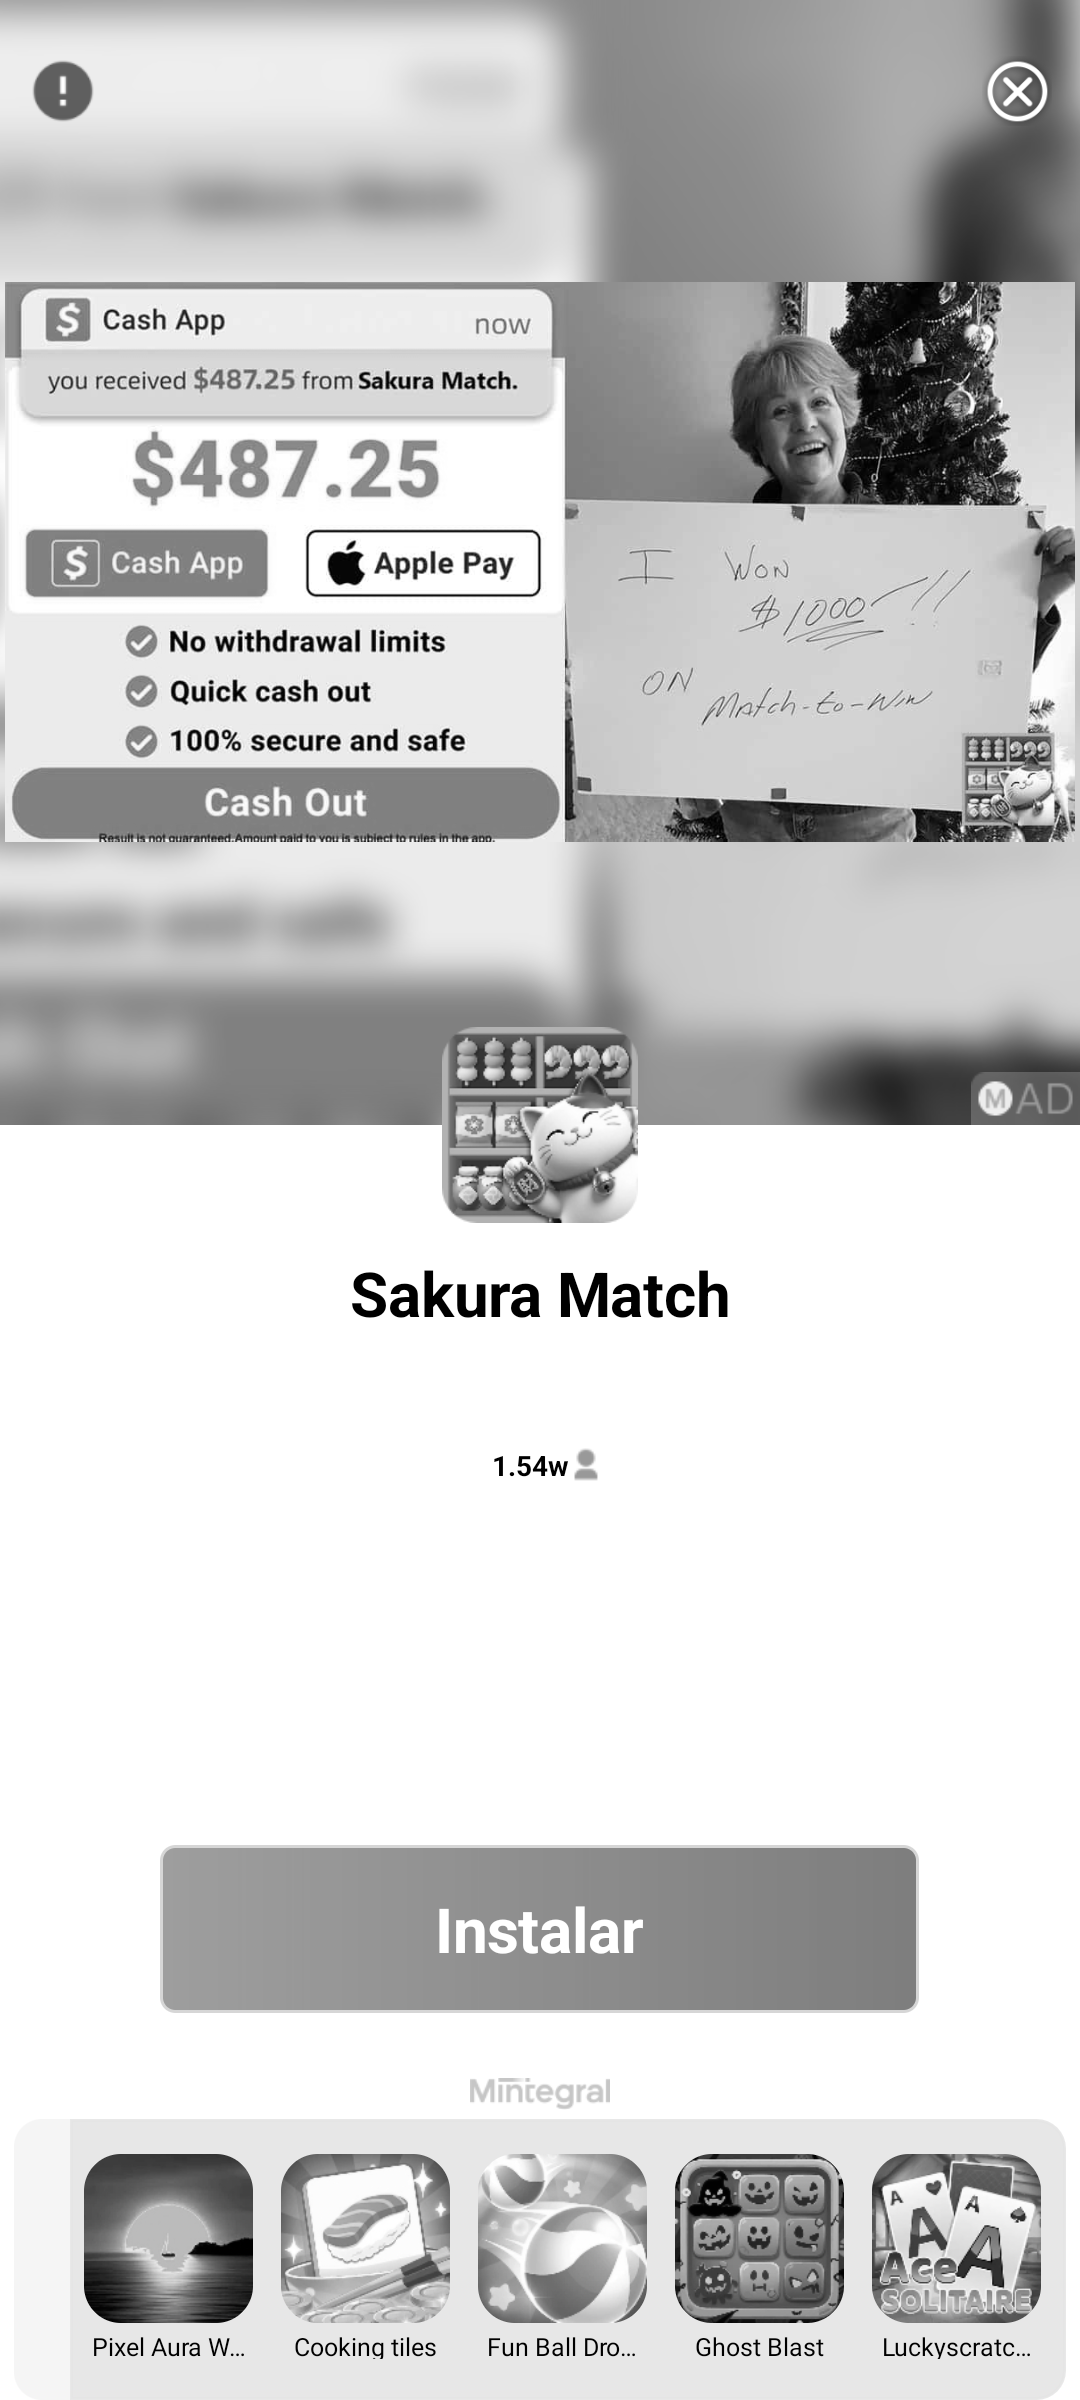 Cash App
now
you received $487.25 from Sakura Match.
$487.25
Cash App
Apple Pay
No withdrawal limits
Quick cash out
100% secure and safe
Cash Out
Result is not guaranteed.Amount paid to you is subject to rules in the app.
I WON
$1000!!
ON
Match-to-Win
財
M AD
Sakura Match
1.54w
Instalar
Mintegral
A
A
A
A
Ace
SOLITAIRE
Pixel Aura W...
Cooking tiles
Fun Ball Dro...
Ghost Blast
Luckyscratc...